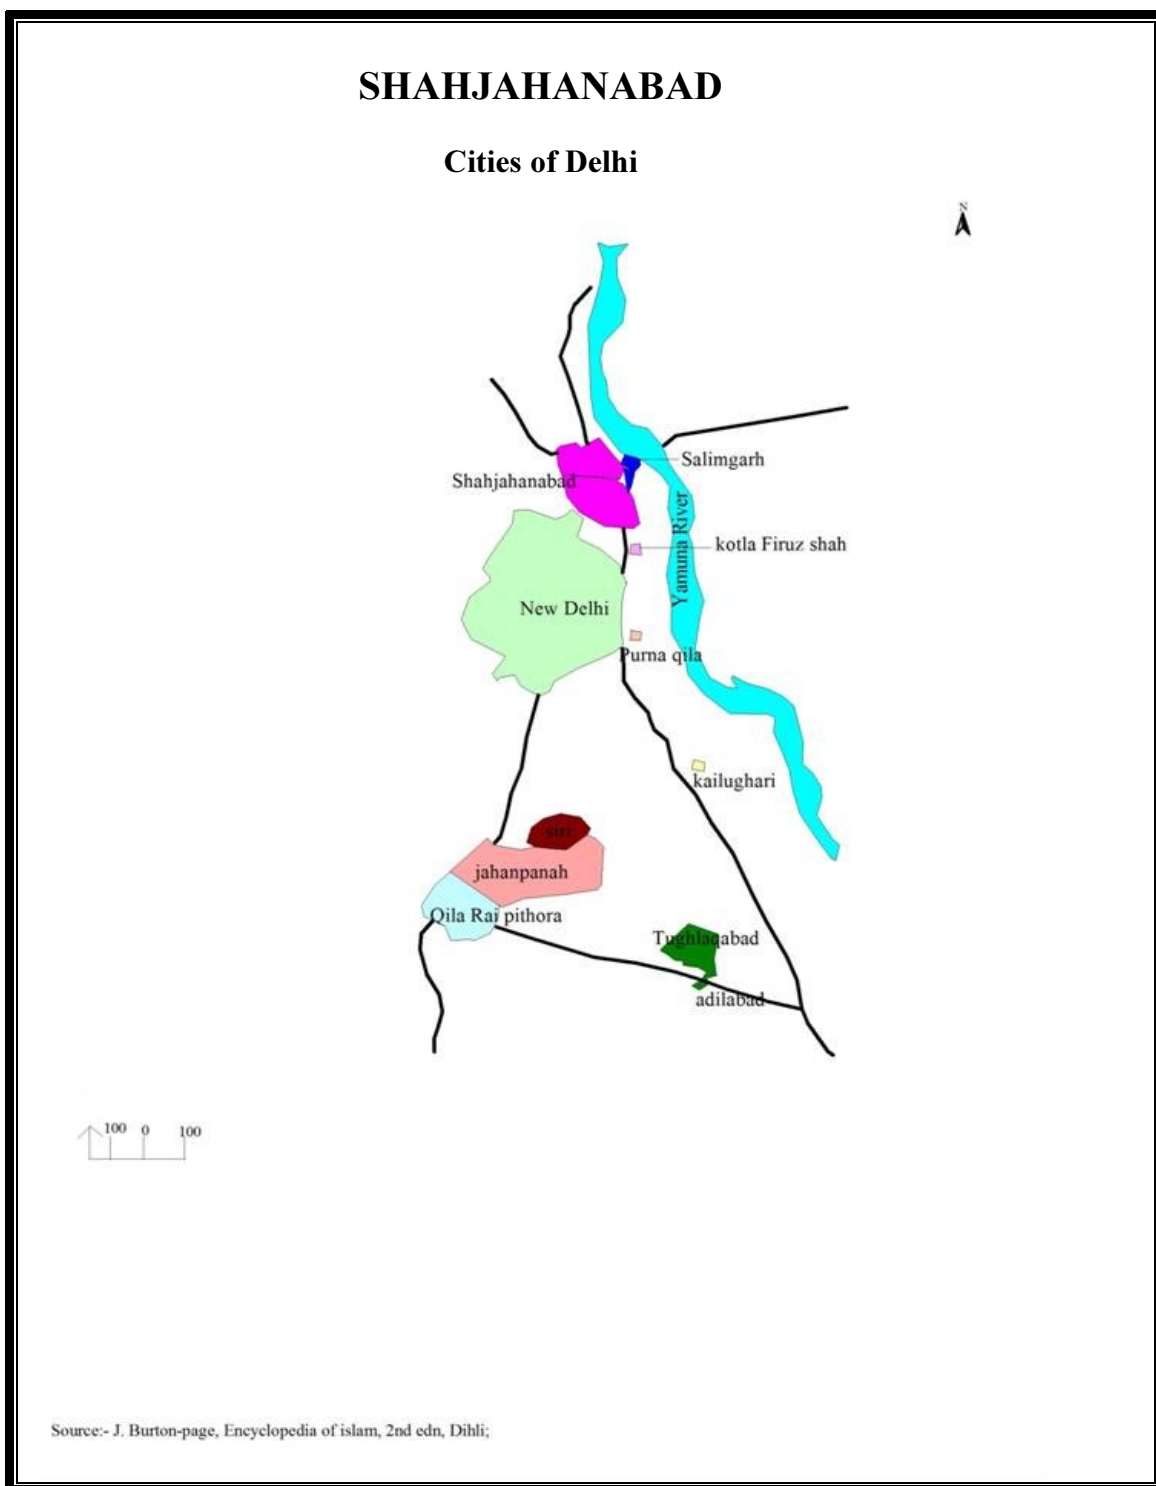 SHAHJAHANABAD
Cities of Delhi
N
Salimgarh
Shahjahanabad
Yamuna River
kotla Firuz shah
New Delhi
Purna qila
kailughari
siri
jahanpanah
Qila Rai pithora
Tughlaqabad
adilabad
100 0 100
Source:- J. Burton-page, Encyclopedia of islam, 2nd edn, Dihli;